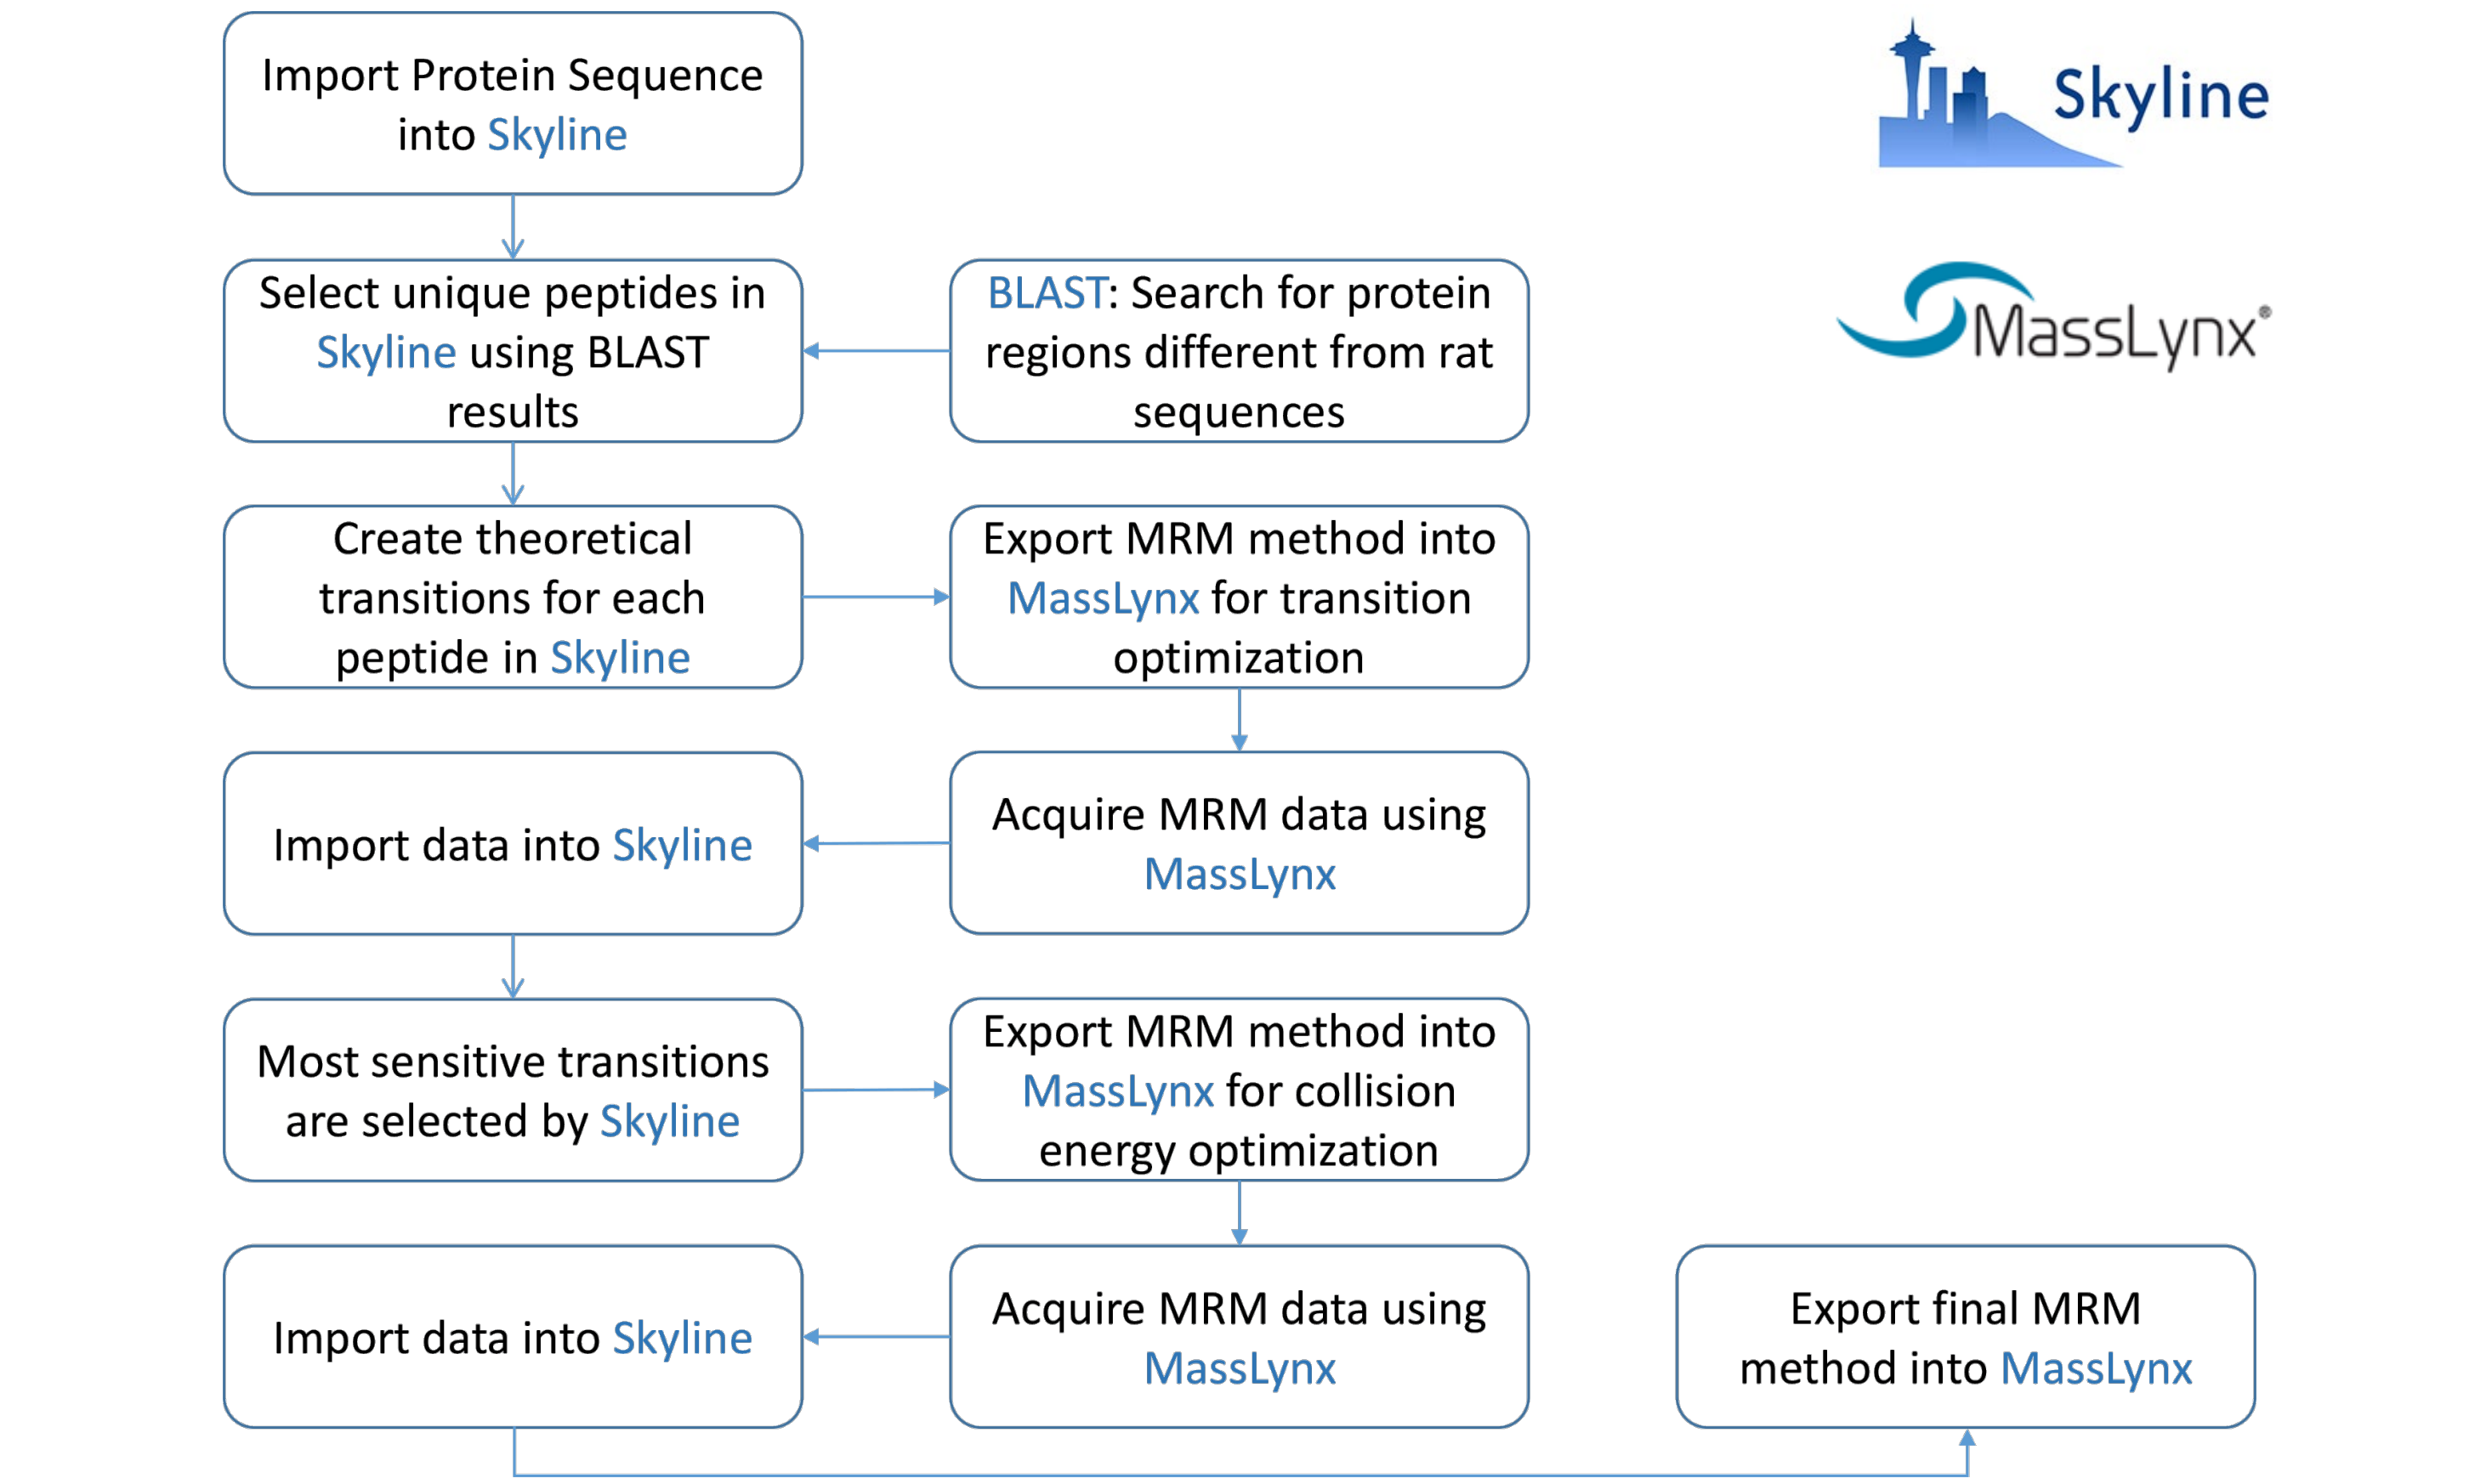 Import Protein Sequence
into Skyline
Skyline
Select unique peptides in
Skyline using BLAST
results
BLAST: Search for protein
regions different from rat
sequences
MassLynx®
Create theoretical
transitions for each
peptide in Skyline
Export MRM method into
MassLynx for transition
optimization
Import data into Skyline
Acquire MRM data using
MassLynx
Most sensitive transitions
are selected by Skyline
Export MRM method into
MassLynx for collision
energy optimization
Import data into Skyline
Acquire MRM data using
MassLynx
Export final MRM
method into MassLynx